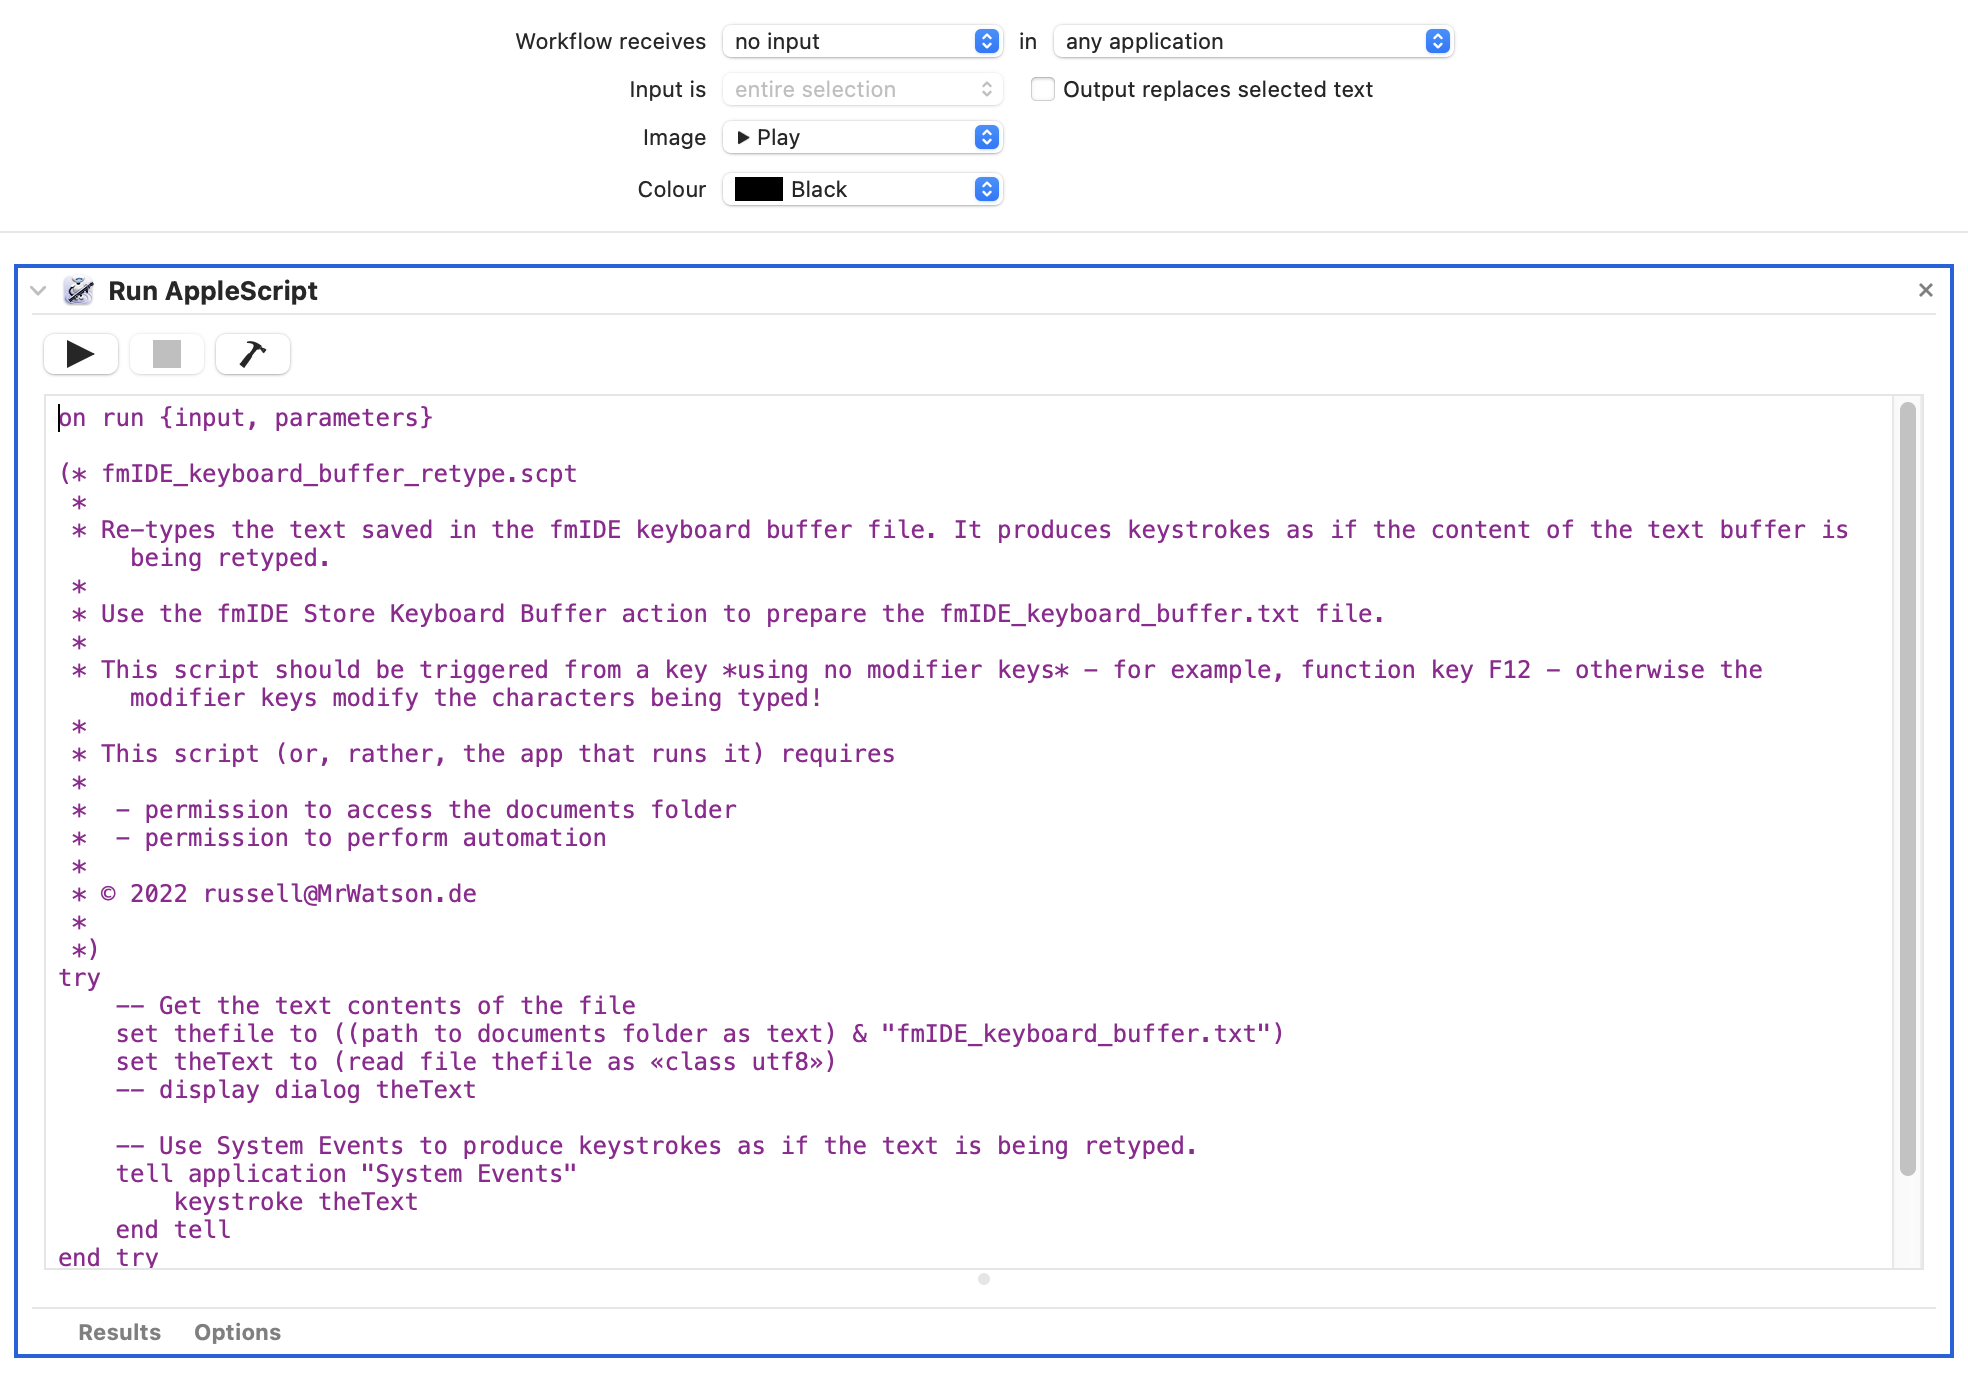 Workflow receives no input in any application
Input is entire selection Output replaces selected text
Image Play
Colour Black
Run AppleScript
on run {input, parameters}
(* fmIDE_keyboard_buffer_retype.scpt
*
* Re-types the text saved in the fmIDE keyboard buffer file. It produces keystrokes as if the content of the text buffer is
being retyped.
*
* Use the fmIDE Store Keyboard Buffer action to prepare the fmIDE_keyboard_buffer.txt file.
*
* This script should be triggered from a key *using no modifier keys* - for example, function key F12 - otherwise the
modifier keys modify the characters being typed!
*
* This script (or, rather, the app that runs it) requires
*
* - permission to access the documents folder
* - permission to perform automation
*
* © 2022 russell@MrWatson.de
*
*)
try
-- Get the text contents of the file
set thefile to ((path to documents folder as text) & "fmIDE_keyboard_buffer.txt")
set theText to (read file thefile as «class utf8»)
-- display dialog theText
-- Use System Events to produce keystrokes as if the text is being retyped.
tell application "System Events"
keystroke theText
end tell
end try
Results Options